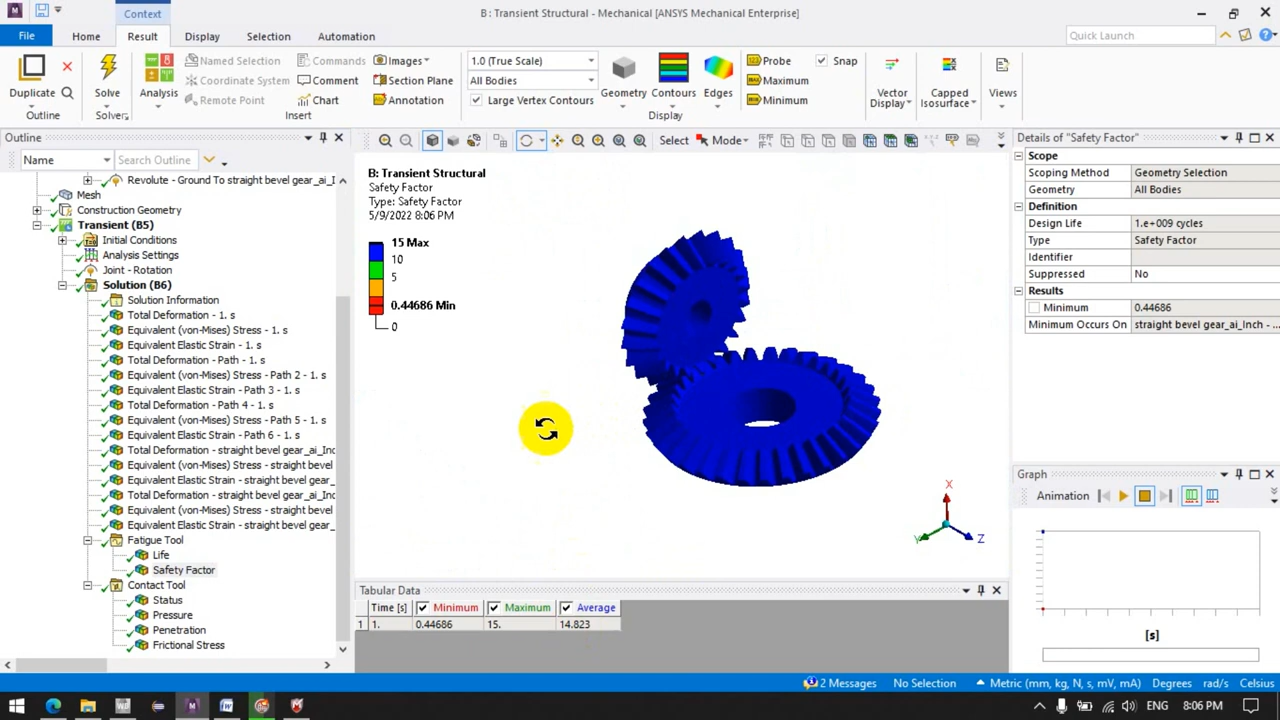 Context
B : Transient Structural - Mechanical [ANSYS Mechanical Enterprise]
File
Home
Result
Display
Selection
Automation
Quick Launch
Duplicate
Outline
Solve
Solver
Analysis
Named Selection
Coordinate System
Remote Point
Commands
Comment
Chart
Images
Section Plane
Annotation
Insert
1.0 (True Scale)
All Bodies
Large Vertex Contours
Geometry
Contours
Edges
Probe
Snap
Maximum
Minimum
Display
Vector
Display
Capped
Isosurface
Views
Outline
Name
Search Outline
Select
Mode
Revolute - Ground To straight bevel gear_ai_I
Mesh
Construction Geometry
Transient (B5)
Initial Conditions
Analysis Settings
Joint - Rotation
Solution (B6)
Solution Information
Total Deformation - 1. s
Equivalent (von-Mises) Stress - 1. s
Equivalent Elastic Strain - 1. s
Total Deformation - Path - 1. s
Equivalent (von-Mises) Stress - Path 2 - 1. s
Equivalent Elastic Strain - Path 3 - 1. s
Total Deformation - Path 4 - 1. s
Equivalent (von-Mises) Stress - Path 5 - 1. s
Equivalent Elastic Strain - Path 6 - 1. s
Total Deformation - straight bevel gear_ai_Inc
Equivalent (von-Mises) Stress - straight bevel
Equivalent Elastic Strain - straight bevel gear_
Total Deformation - straight bevel gear_ai_Inc
Equivalent (von-Mises) Stress - straight bevel
Equivalent Elastic Strain - straight bevel gear_
Fatigue Tool
Life
Safety Factor
Contact Tool
Status
Pressure
Penetration
Frictional Stress
B: Transient Structural
Safety Factor
Type: Safety Factor
5/9/2022 8:06 PM
15 Max
10
5
0.44686 Min
0
X
Y
Z
Tabular Data
Time [s] Minimum Maximum Average
1 1. 0.44686 15. 14.823
Details of "Safety Factor"
Scope
Scoping Method Geometry Selection
Geometry All Bodies
Definition
Design Life 1.e+009 cycles
Type Safety Factor
Identifier
Suppressed No
Results
Minimum 0.44686
Minimum Occurs On straight bevel gear_ai_Inch - ...
Graph
Animation
[s]
2 Messages
No Selection
Metric (mm, kg, N, s, mV, mA)
Degrees
rad/s
Celsius
ENG
8:06 PM